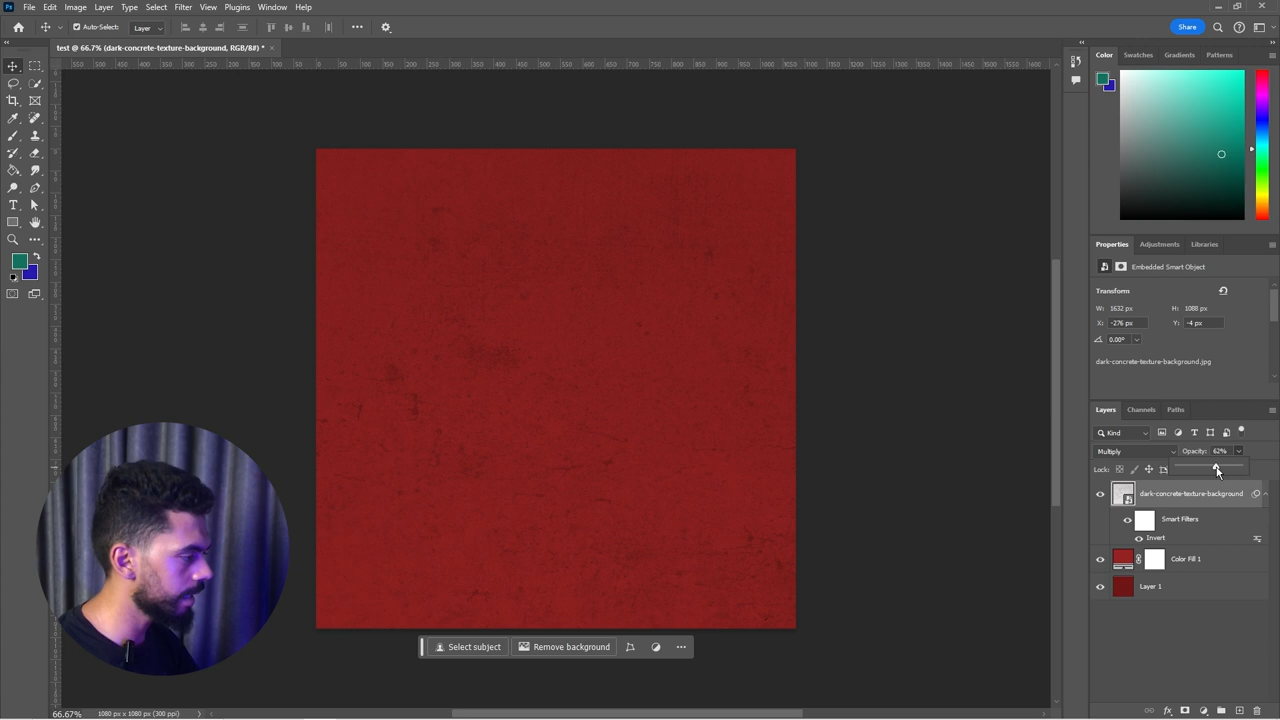 Ps File Edit Image Layer Type Select Filter View Plugins Window Help
Auto-Select: Layer Share
test @ 66.7% (dark-concrete-texture-background, RGB/8#) * ×
Color Swatches Gradients Patterns
Properties Adjustments Libraries
Embedded Smart Object
Transform
W: 1632 px H: 1088 px
X: -276 px Y: -4 px
0.00°
dark-concrete-texture-background.jpg
Layers Channels Paths
Kind
Multiply Opacity: 62%
Lock:
dark-concrete-texture-background
Smart Filters
Invert
Color Fill 1
Layer 1
Select subject Remove background
66.67% 1080 px x 1080 px (300 ppi)